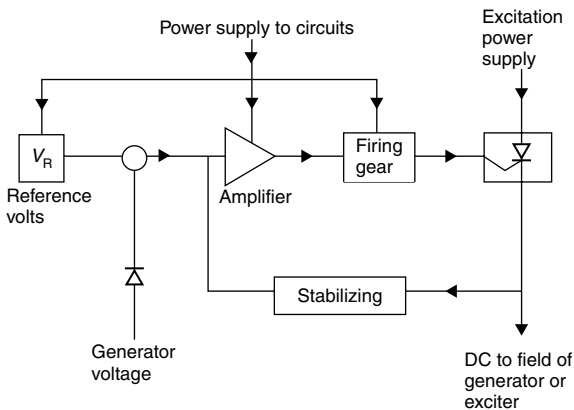 Power supply to circuits
Excitation
power
supply
VR
Reference
volts
Amplifier
Firing
gear
Stabilizing
Generator
voltage
DC to field of
generator or
exciter